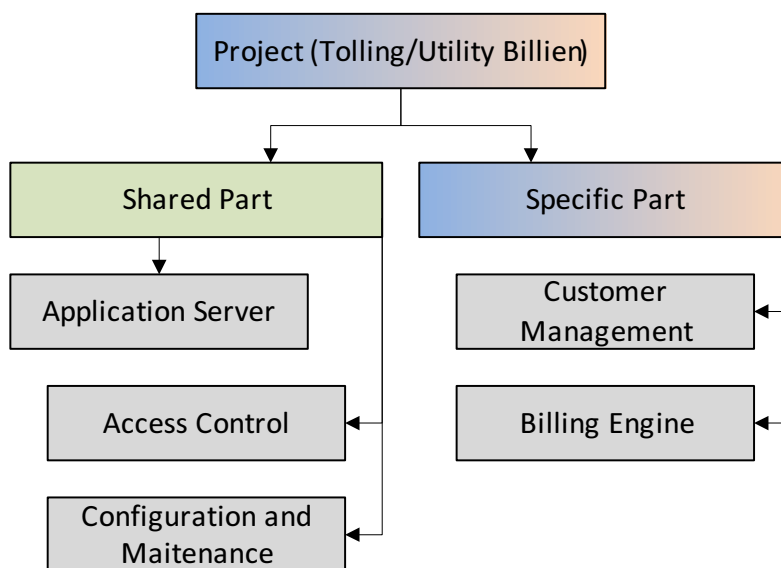 Project (Tolling/Utility Billien)
Shared Part
Specific Part
Application Server
Customer
Management
Access Control
Billing Engine
Configuration and
Maitenance